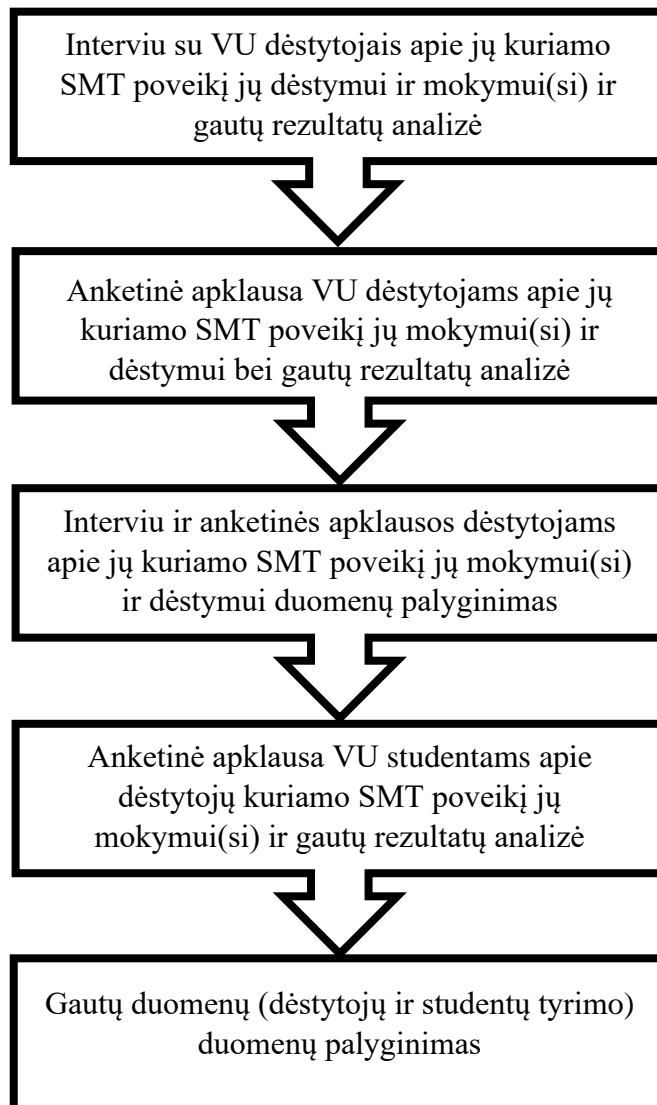 Interviu su VU dėstytojais apie jų kuriamo
SMT poveikį jų dėstymui ir mokymui(si) ir
gautų rezultatų analizė
Anketinė apklausa VU dėstytojams apie jų
kuriamo SMT poveikį jų mokymui(si) ir
dėstymui bei gautų rezultatų analizė
Interviu ir anketinės apklausos dėstytojams
apie jų kuriamo SMT poveikį jų mokymui(si)
ir dėstymui duomenų palyginimas
Anketinė apklausa VU studentams apie
dėstytojų kuriamo SMT poveikį jų
mokymui(si) ir gautų rezultatų analizė
Gautų duomenų (dėstytojų ir studentų tyrimo)
duomenų palyginimas